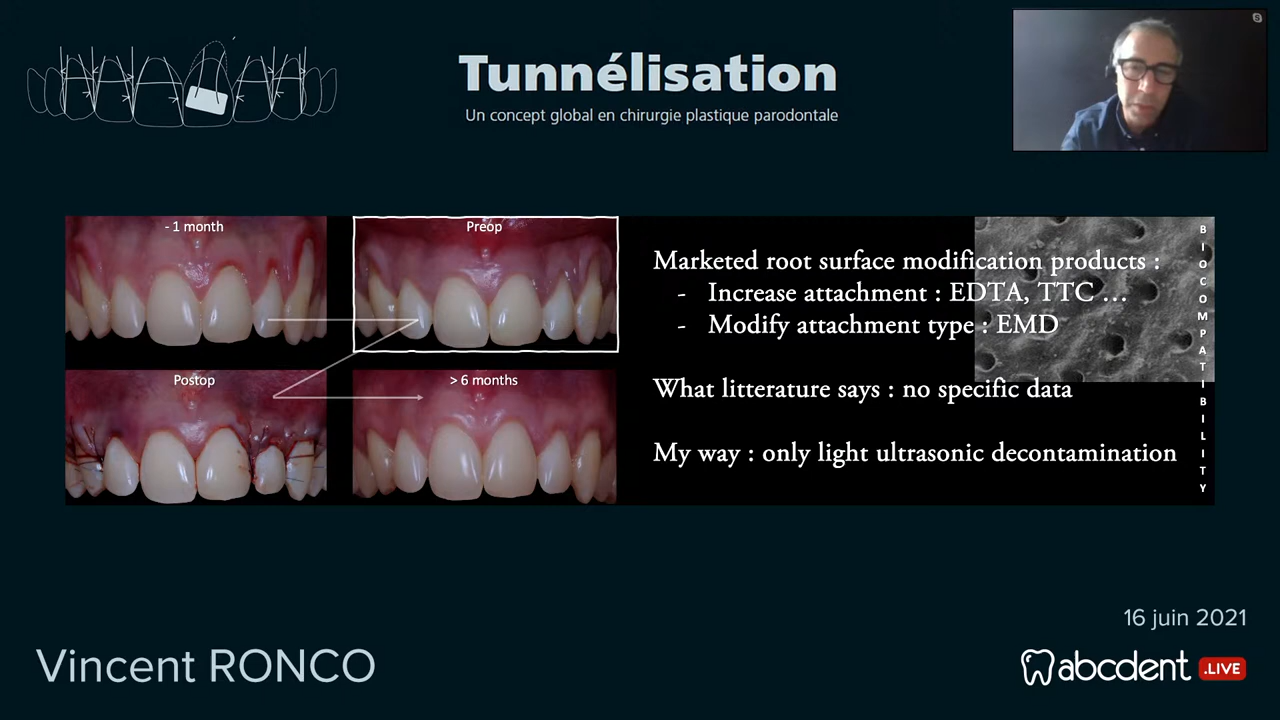 Tunnélisation
Un concept global en chirurgie plastique parodontale
- 1 month
Preop
Postop
> 6 months
Marketed root surface modification products :
- Increase attachment : EDTA, TTC ...
- Modify attachment type : EMD
What litterature says : no specific data
My way : only light ultrasonic decontamination
BIOCOMPATIBILITY
16 juin 2021
Vincent RONCO
abcdent .LIVE